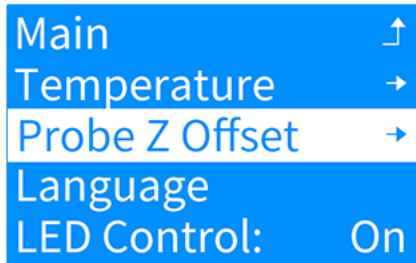 Main
Temperature
Probe Z Offset
Language
LED Control: On